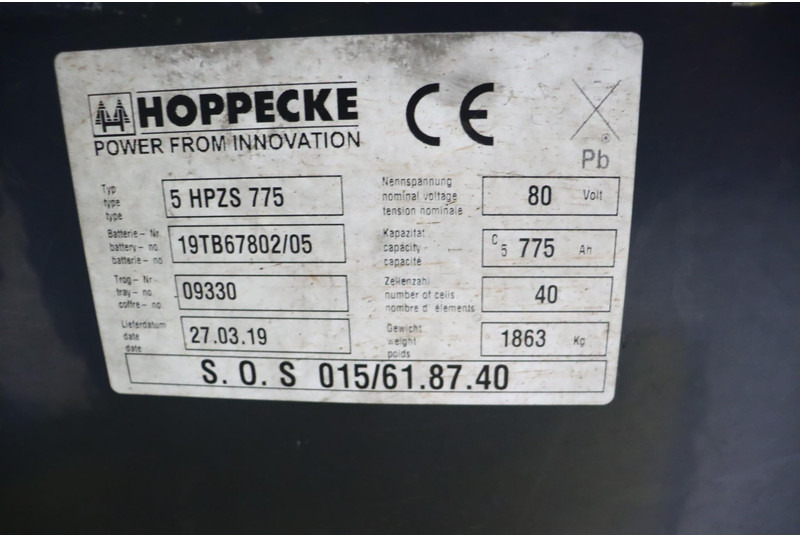 HOPPECKE
POWER FROM INNOVATION
CE
Pb
Typ
type
type
5 HPZS 775
Nennspannung
nominal voltage
tension nominale
80 Volt
Batterie- Nr.
battery- no.
batterie- no.
19TB67802/05
Kapazitat
capacity
capacité
C5 775 Ah
Trog- Nr.
tray- no.
coffre- no.
09330
Zellenzahl
number of cells
nombre d' élements
40
Lieferdatum
date
date
27.03.19
Gewicht
weight
poids
1863 Kg
S. O. S 015/61.87.40